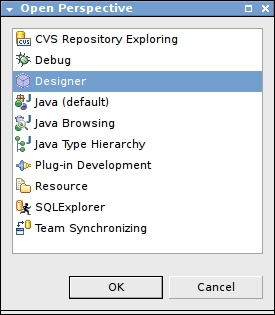 Open Perspective
CVS Repository Exploring
Debug
Designer
Java (default)
Java Browsing
Java Type Hierarchy
Plug-in Development
Resource
SQLExplorer
Team Synchronizing
OK
Cancel